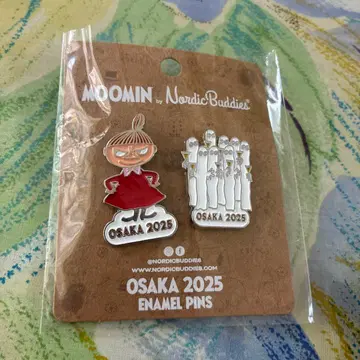 MOOMIN by NordicBuddies
OSAKA 2025
OSAKA 2025
@NORDICBUDDIES
WWW.NORDICBUDDIES.COM
OSAKA 2025
ENAMEL PINS